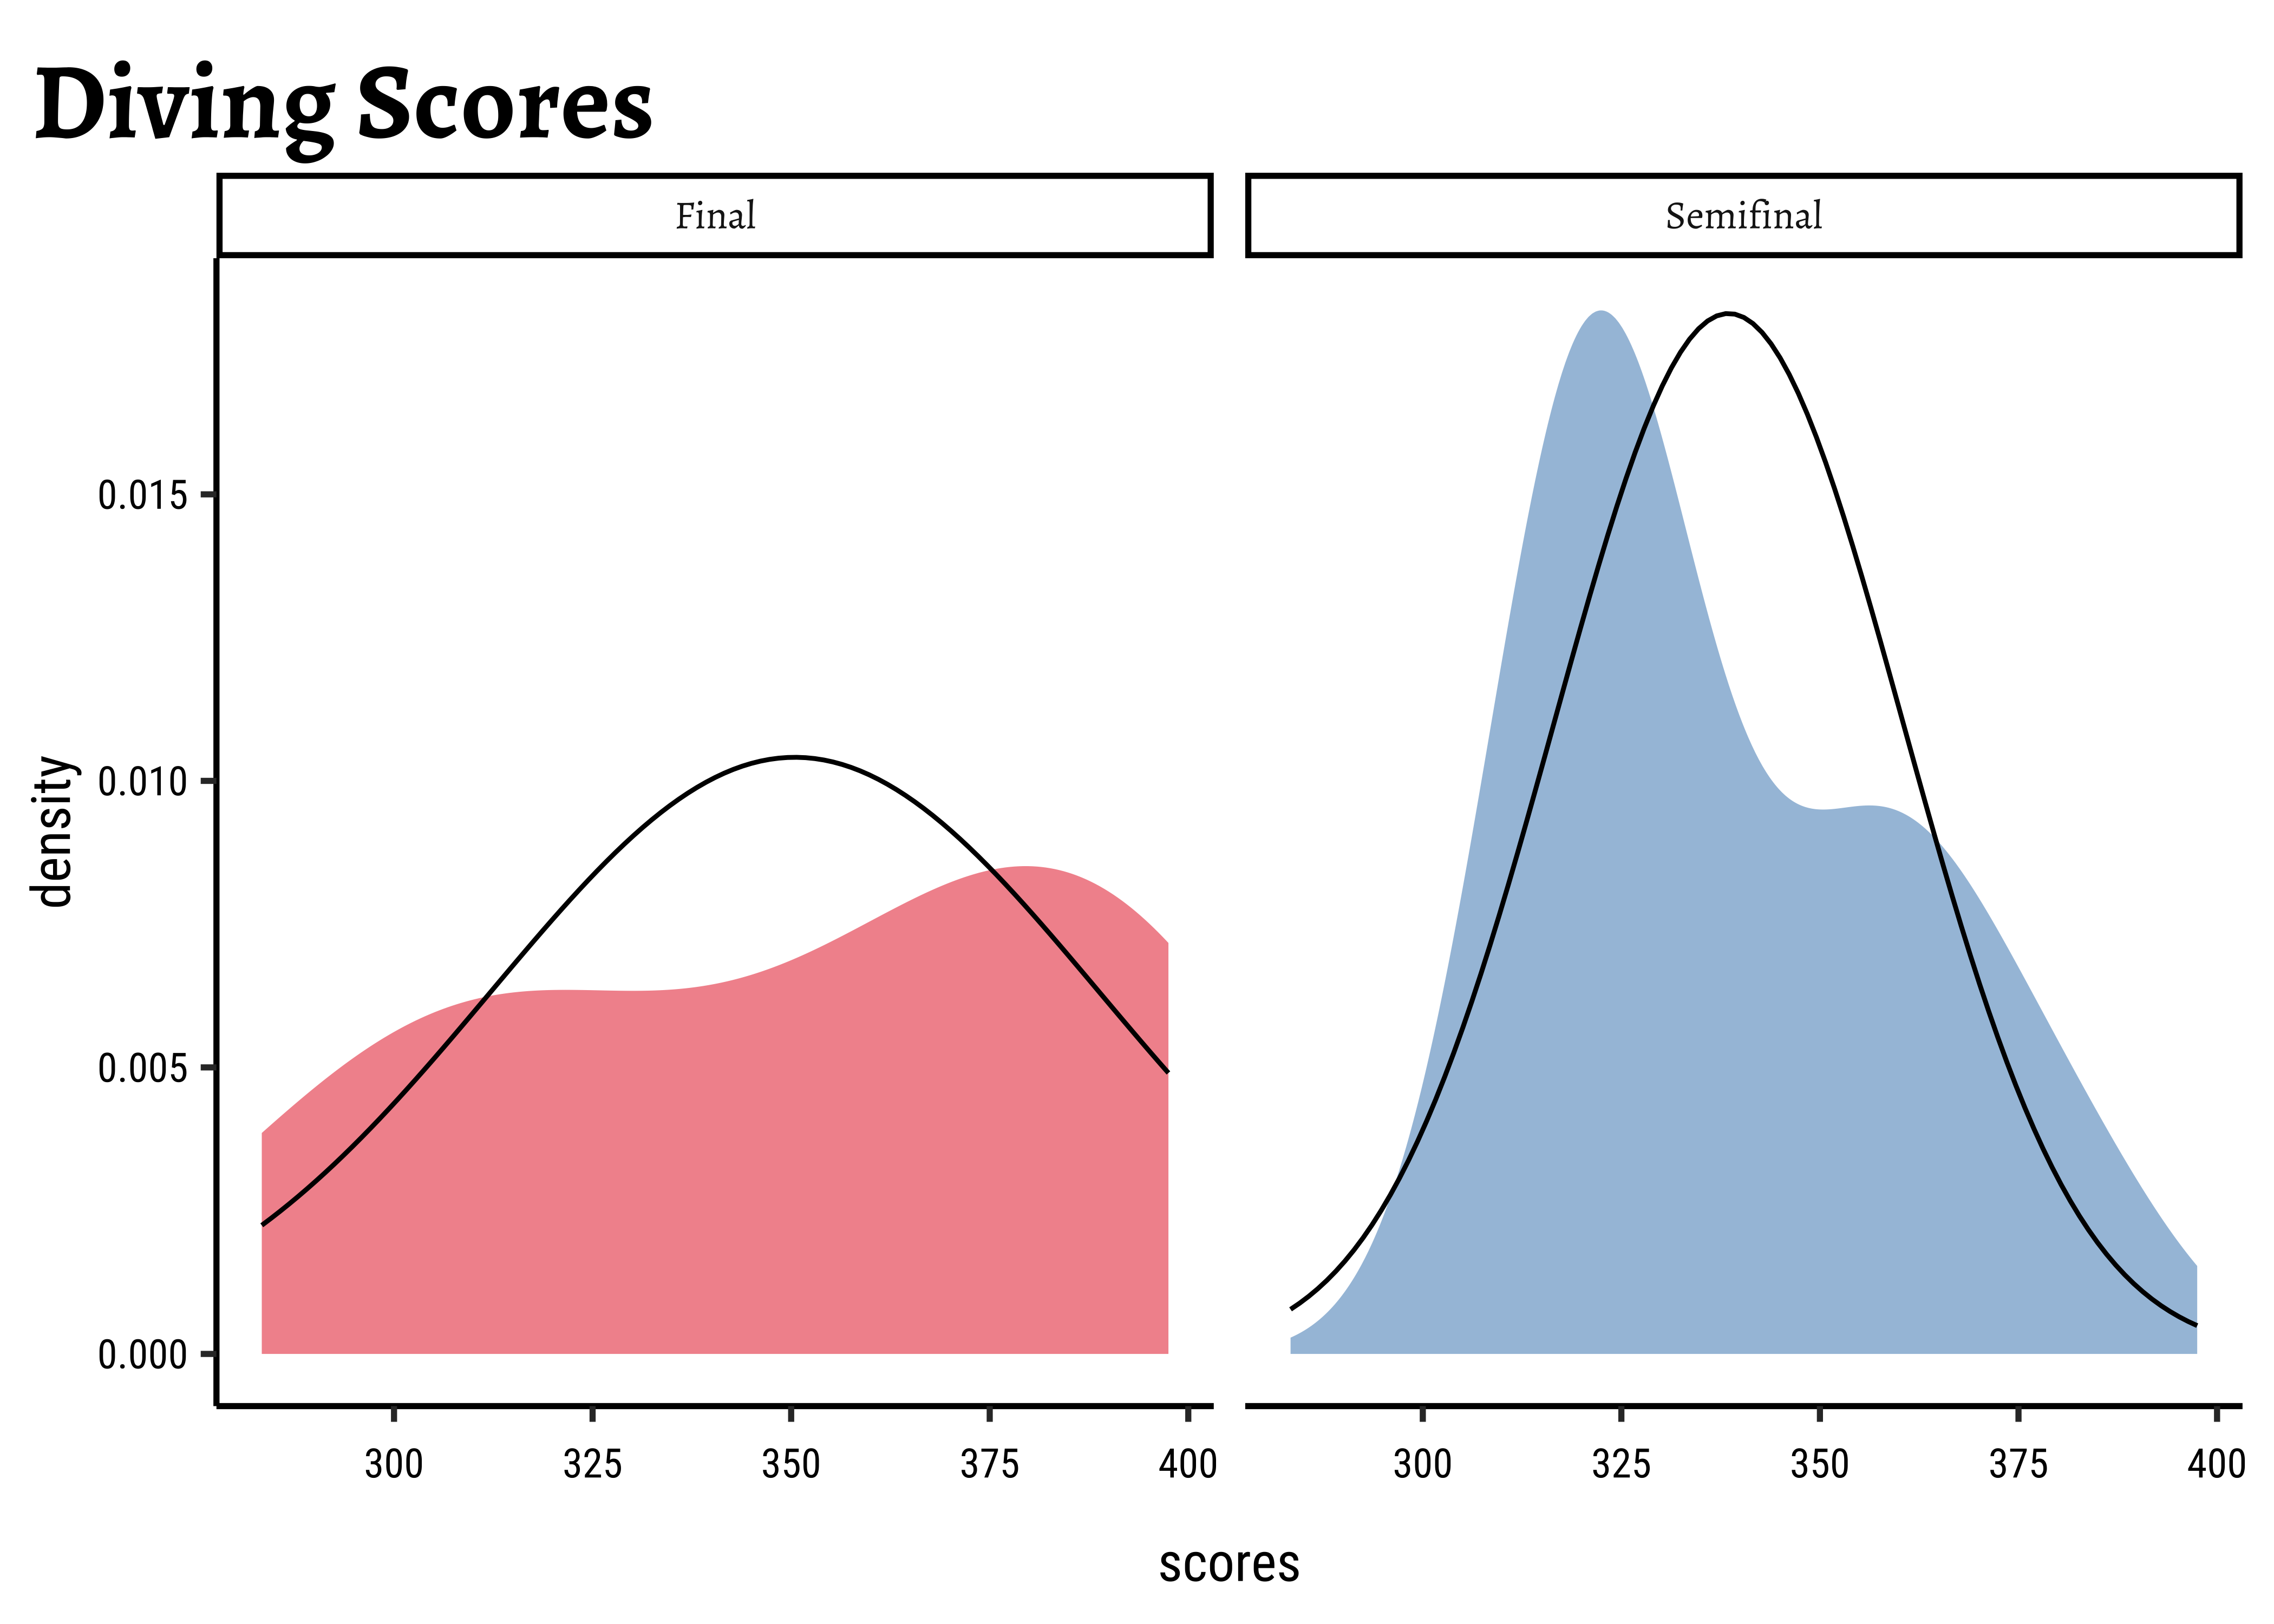 Diving Scores
Final
Semifinal
density
0.015
0.010
0.005
0.000
300 325 350 375 400
300 325 350 375 400
scores